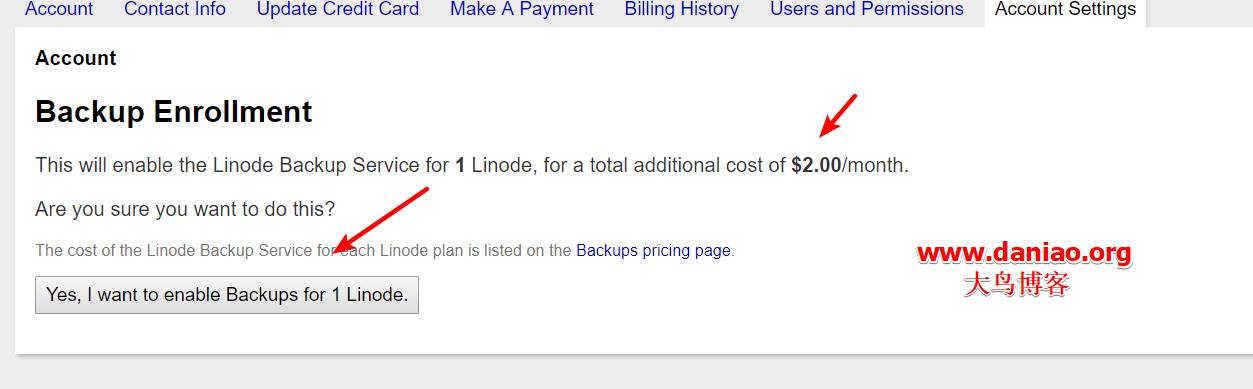 Account Contact Info Update Credit Card Make A Payment Billing History Users and Permissions Account Settings
Account
Backup Enrollment
This will enable the Linode Backup Service for 1 Linode, for a total additional cost of $2.00/month.
Are you sure you want to do this?
The cost of the Linode Backup Service for each Linode plan is listed on the Backups pricing page.
www.daniao.org
大鸟博客
Yes, I want to enable Backups for 1 Linode.